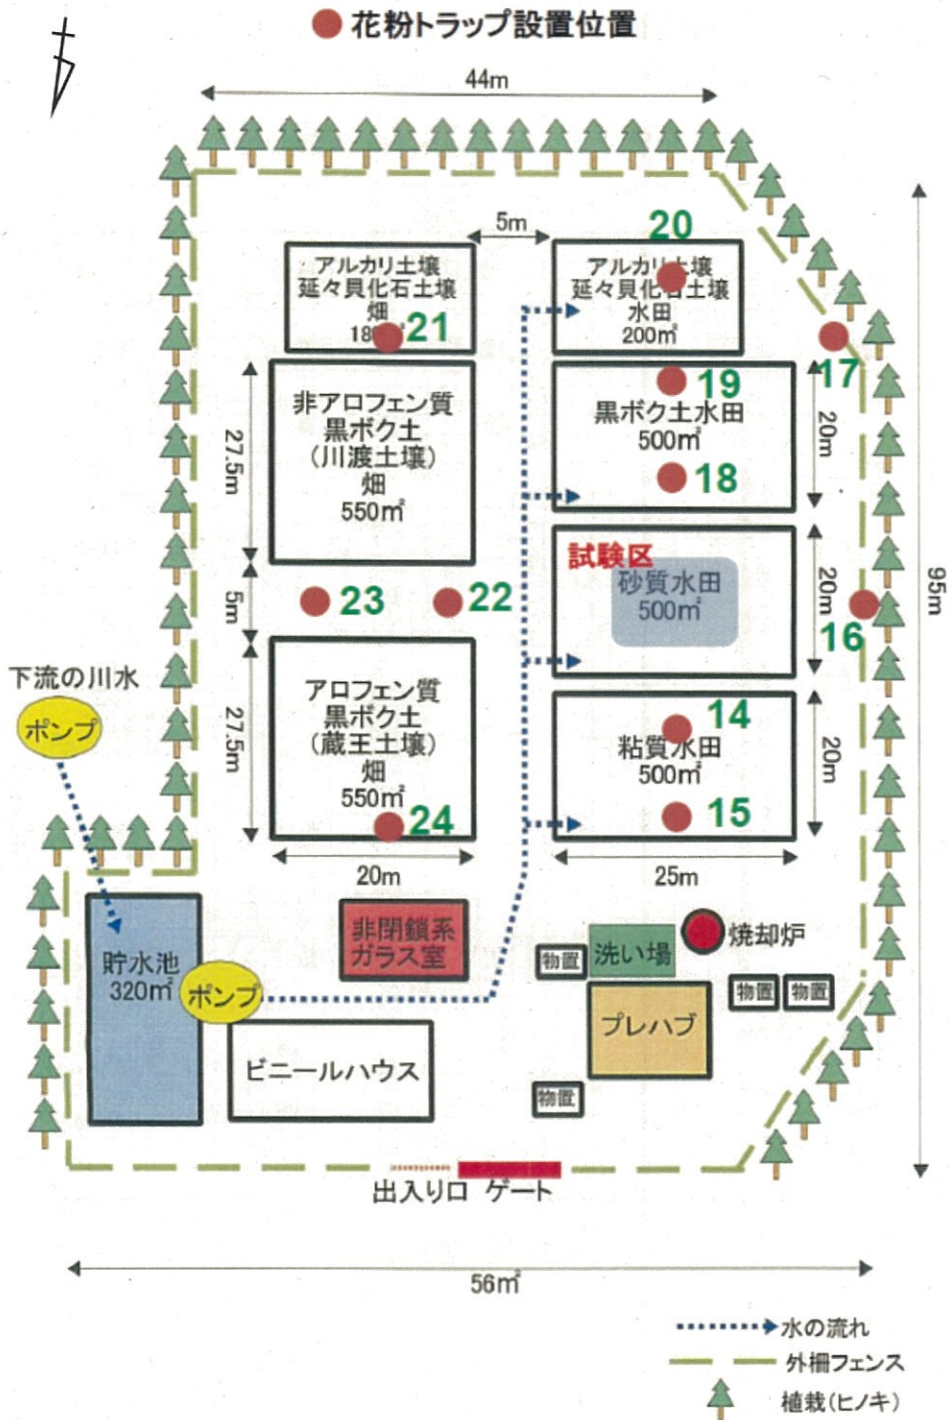 花粉トラップ設置位置
44m
5m
20
アルカリ土壌
延々貝化石土壌
畑
21
アルカリ土壌
延々貝化石土壌
水田
200㎡
17
27.5m
非アロフェン質
黒ボク土
(川渡土壌)
畑
550㎡
19
黒ボク土水田
500㎡
18
20m
95m
5m
23
22
試験区
砂質水田
500㎡
20m
16
下流の川水
ポンプ
27.5m
アロフェン質
黒ボク土
(蔵王土壌)
畑
550㎡
24
14
粘質水田
500㎡
15
20m
20m
25m
貯水池
320㎡
ポンプ
非閉鎖系
ガラス室
ビニールハウス
物置
洗い場
焼却炉
プレハブ
物置
物置
物置
出入り口 ゲート
56㎡
水の流れ
外柵フェンス
植栽(ヒノキ)